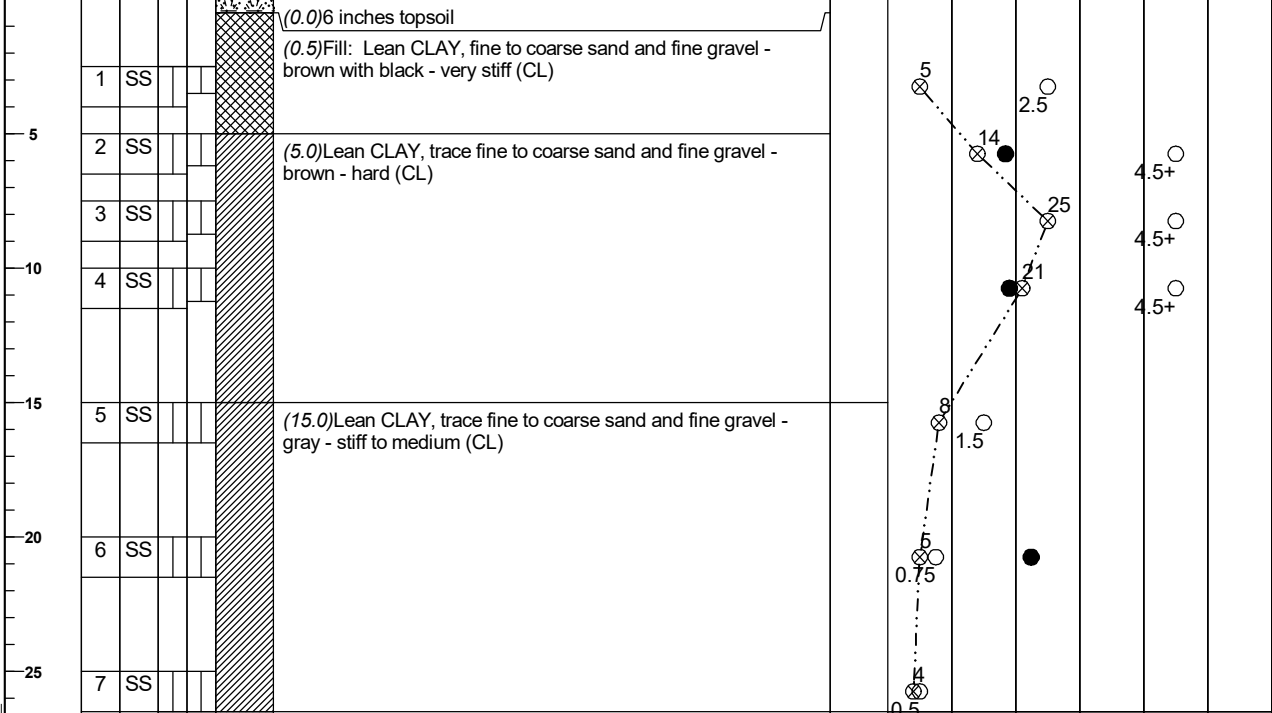 (0.0)6 inches topsoil
(0.5)Fill: Lean CLAY, fine to coarse sand and fine gravel -
brown with black - very stiff (CL)
1 SS
5
2.5
5
2 SS
(5.0)Lean CLAY, trace fine to coarse sand and fine gravel -
brown - hard (CL)
14
4.5+
3 SS
25
4.5+
10
4 SS
21
4.5+
15
5 SS
(15.0)Lean CLAY, trace fine to coarse sand and fine gravel -
gray - stiff to medium (CL)
8
1.5
20
6 SS
5
0.75
25
7 SS
4
0.5